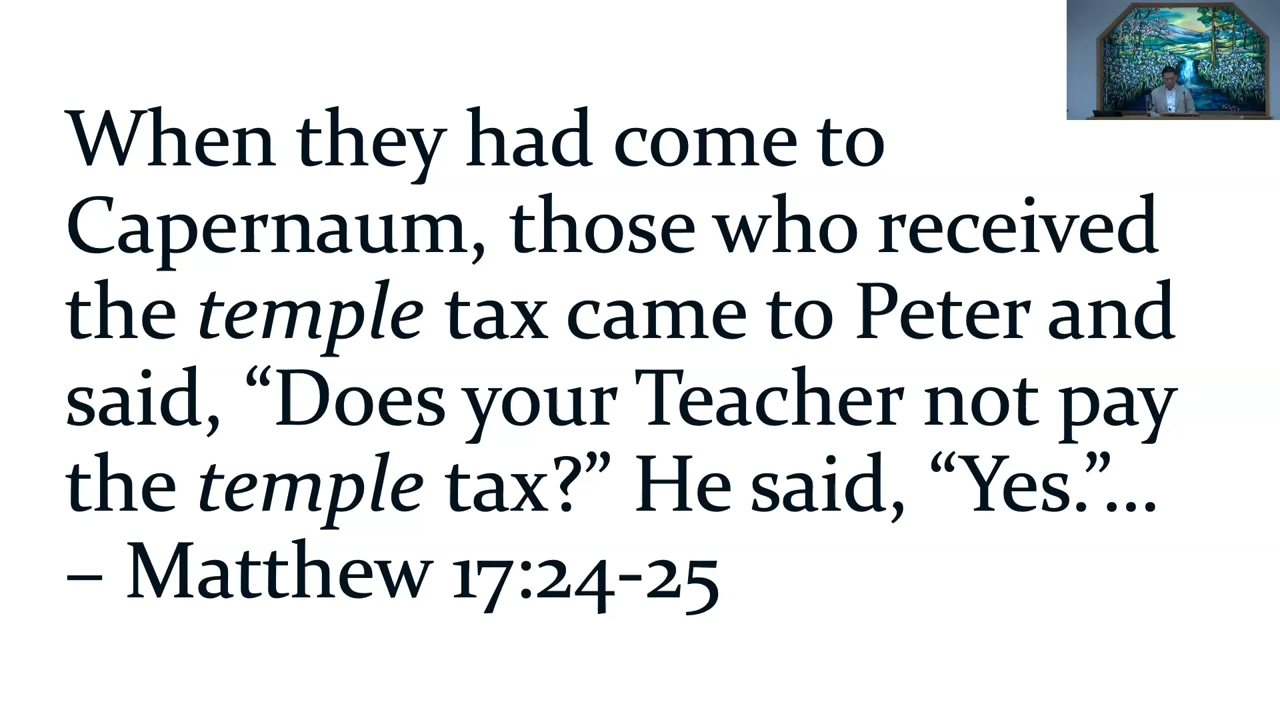 When they had come to
Capernaum, those who received
the temple tax came to Peter and
said, “Does your Teacher not pay
the temple tax?” He said, “Yes.”...
– Matthew 17:24-25